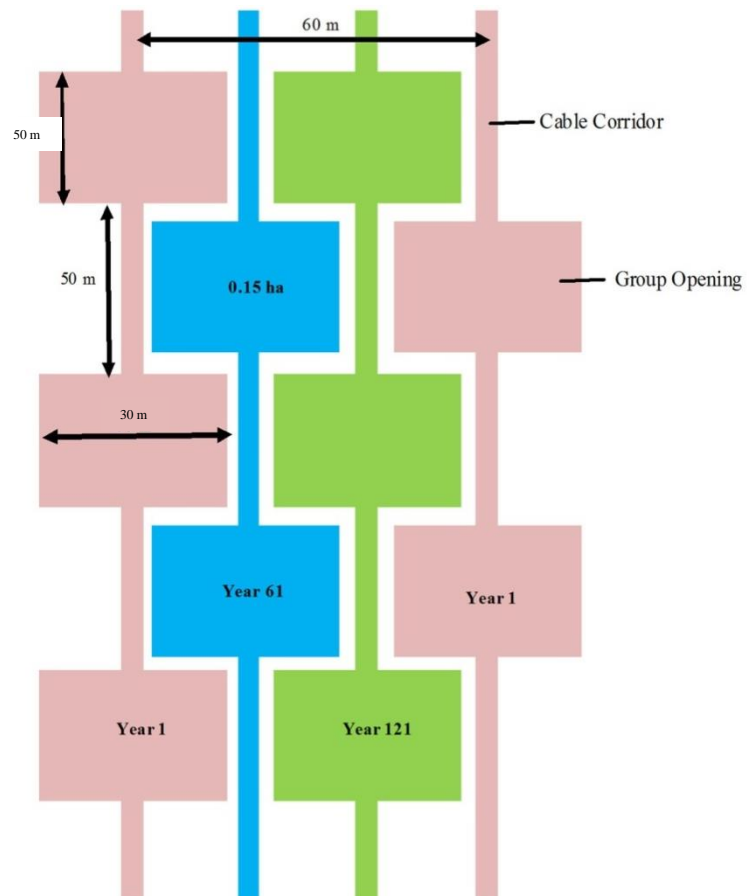 60 m
Cable Corridor
50 m
50 m
0.15 ha
Group Opening
30 m
Year 61
Year 1
Year 1
Year 121